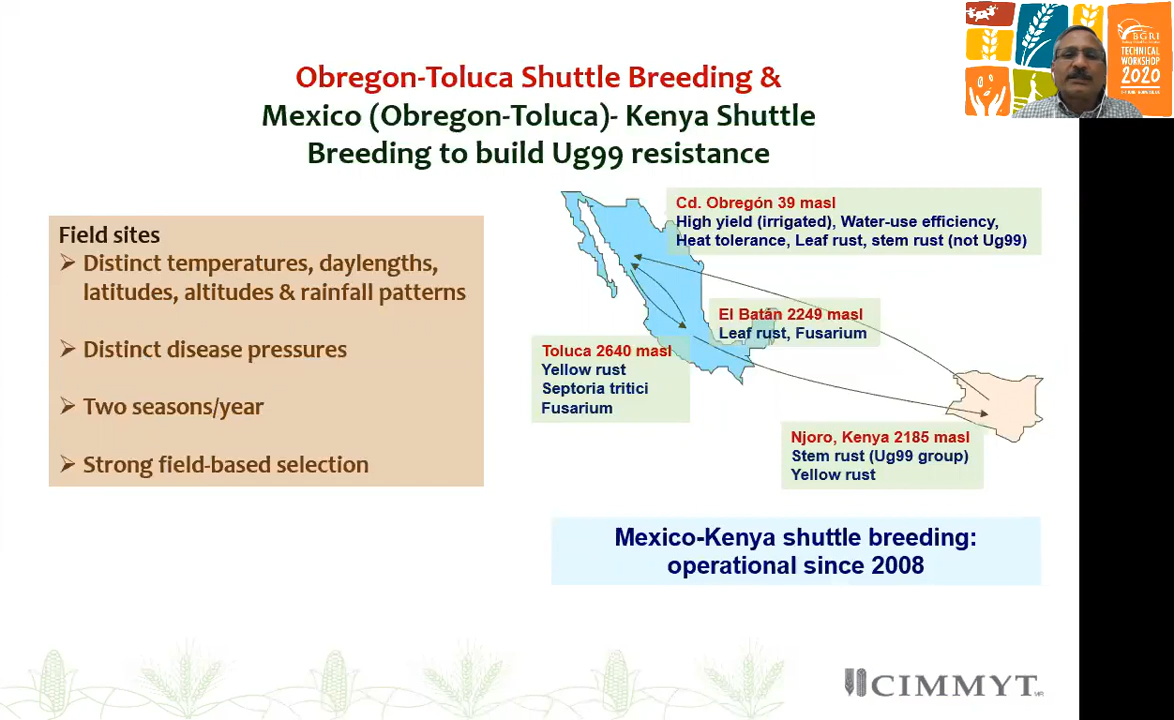 Obregon-Toluca Shuttle Breeding &
Mexico (Obregon-Toluca)- Kenya Shuttle
Breeding to build Ug99 resistance
BGRI
TECHNICAL
WORKSHOP
2020
Field sites
➢ Distinct temperatures, daylengths,
latitudes, altitudes & rainfall patterns
➢ Distinct disease pressures
➢ Two seasons/year
➢ Strong field-based selection
Cd. Obregón 39 masl
High yield (irrigated), Water-use efficiency,
Heat tolerance, Leaf rust, stem rust (not Ug99)
El Batán 2249 masl
Leaf rust, Fusarium
Toluca 2640 masl
Yellow rust
Septoria tritici
Fusarium
Njoro, Kenya 2185 masl
Stem rust (Ug99 group)
Yellow rust
Mexico-Kenya shuttle breeding:
operational since 2008
CIMMYT